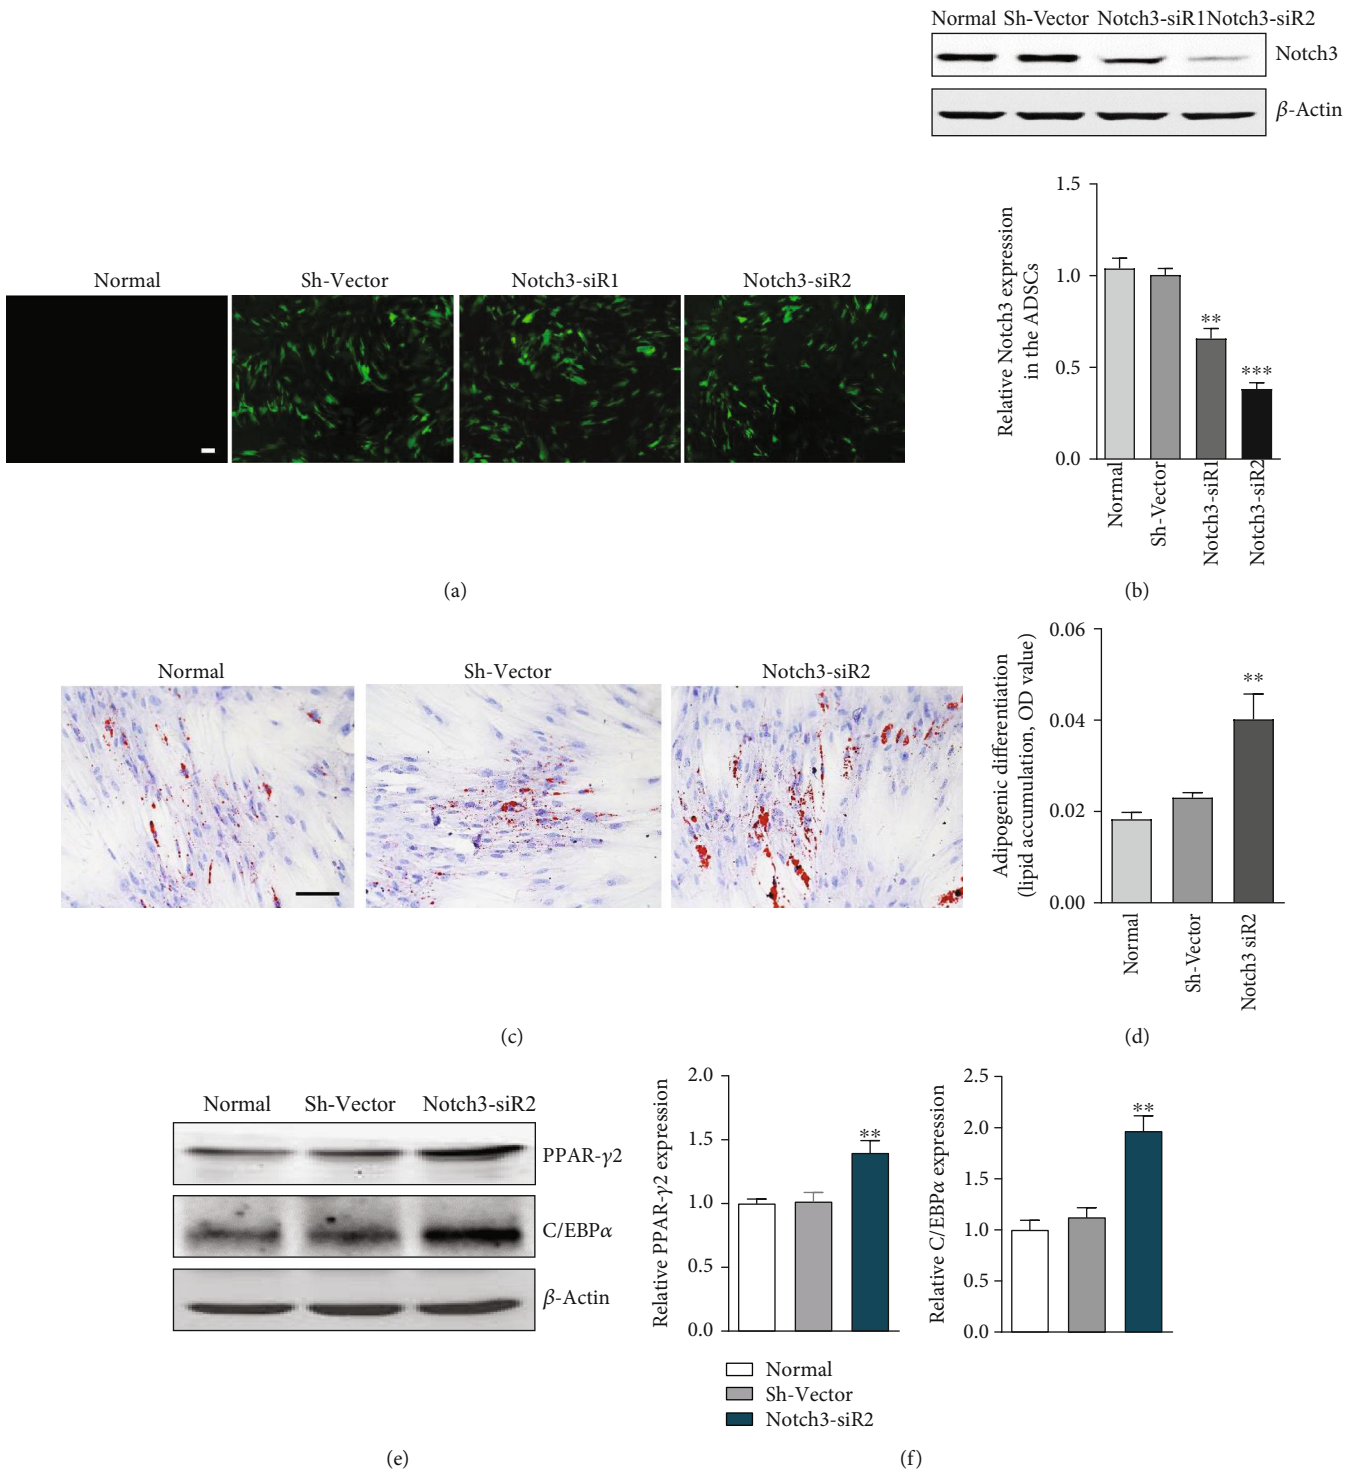 Normal Sh-Vector Notch3-siR1Notch3-siR2
Notch3
β-Actin
1.5
1.0
0.5
0.0
Relative Notch3 expression
in the ADSCs
**
***
Normal
Sh-Vector
Notch3-siR1
Notch3-siR2
Normal
Sh-Vector
Notch3-siR1
Notch3-siR2
(a)
(b)
Normal
Sh-Vector
Notch3-siR2
0.06
0.04
0.02
0.00
Adipogenic differentiation
(lipid accumulation, OD value)
**
Normal
Sh-Vector
Notch3 siR2
(c)
(d)
Normal
Sh-Vector
Notch3-siR2
PPAR-γ2
C/EBPα
β-Actin
2.0
1.5
1.0
0.5
0.0
Relative PPAR-γ2 expression
**
2.5
2.0
1.5
1.0
0.5
0.0
Relative C/EBPα expression
**
Normal
Sh-Vector
Notch3-siR2
(e)
(f)